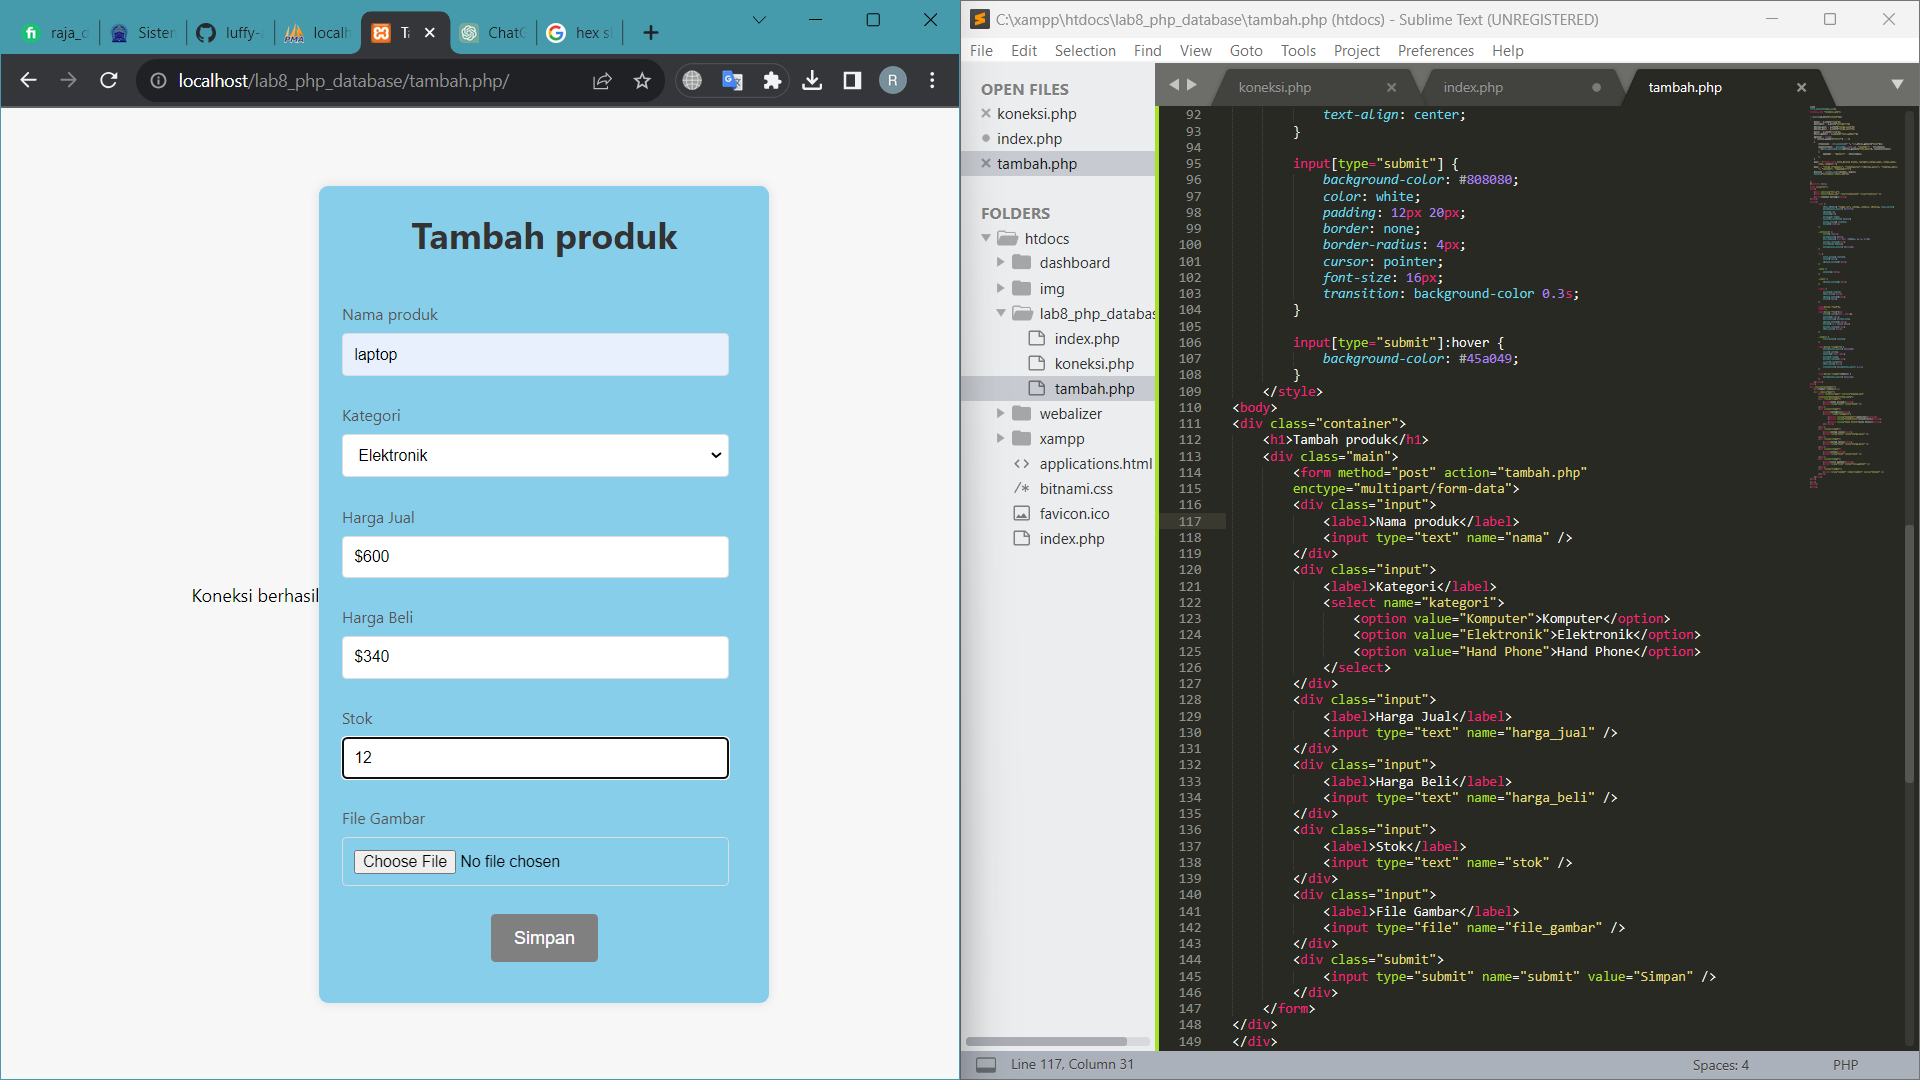 raja_d
Sister
luffy-
localh
Ta
ChatG
hex sl
localhost/lab8_php_database/tambah.php/
R
Tambah produk
Nama produk
laptop
Kategori
Elektronik
Harga Jual
$600
Koneksi berhasil
Harga Beli
$340
Stok
12
File Gambar
Choose File No file chosen
Simpan
C:\xampp\htdocs\lab8_php_database\tambah.php (htdocs) - Sublime Text (UNREGISTERED)
File Edit Selection Find View Goto Tools Project Preferences Help
OPEN FILES
koneksi.php
index.php
tambah.php
FOLDERS
htdocs
dashboard
img
lab8_php_databas
index.php
koneksi.php
tambah.php
webalizer
xampp
applications.html
bitnami.css
favicon.ico
index.php
koneksi.php index.php tambah.php
92 text-align: center;
93 }
94
95 input[type="submit"] {
96 background-color: #808080;
97 color: white;
98 padding: 12px 20px;
99 border: none;
100 border-radius: 4px;
101 cursor: pointer;
102 font-size: 16px;
103 transition: background-color 0.3s;
104 }
105
106 input[type="submit"]:hover {
107 background-color: #45a049;
108 }
109 </style>
110 <body>
111 <div class="container">
112 <h1>Tambah produk</h1>
113 <div class="main">
114 <form method="post" action="tambah.php"
115 enctype="multipart/form-data">
116 <div class="input">
117 <label>Nama produk</label>
118 <input type="text" name="nama" />
119 </div>
120 <div class="input">
121 <label>Kategori</label>
122 <select name="kategori">
123 <option value="Komputer">Komputer</option>
124 <option value="Elektronik">Elektronik</option>
125 <option value="Hand Phone">Hand Phone</option>
126 </select>
127 </div>
128 <div class="input">
129 <label>Harga Jual</label>
130 <input type="text" name="harga_jual" />
131 </div>
132 <div class="input">
133 <label>Harga Beli</label>
134 <input type="text" name="harga_beli" />
135 </div>
136 <div class="input">
137 <label>Stok</label>
138 <input type="text" name="stok" />
139 </div>
140 <div class="input">
141 <label>File Gambar</label>
142 <input type="file" name="file_gambar" />
143 </div>
144 <div class="submit">
145 <input type="submit" name="submit" value="Simpan" />
146 </div>
147 </form>
148 </div>
149 </div>
Line 117, Column 31
Spaces: 4
PHP